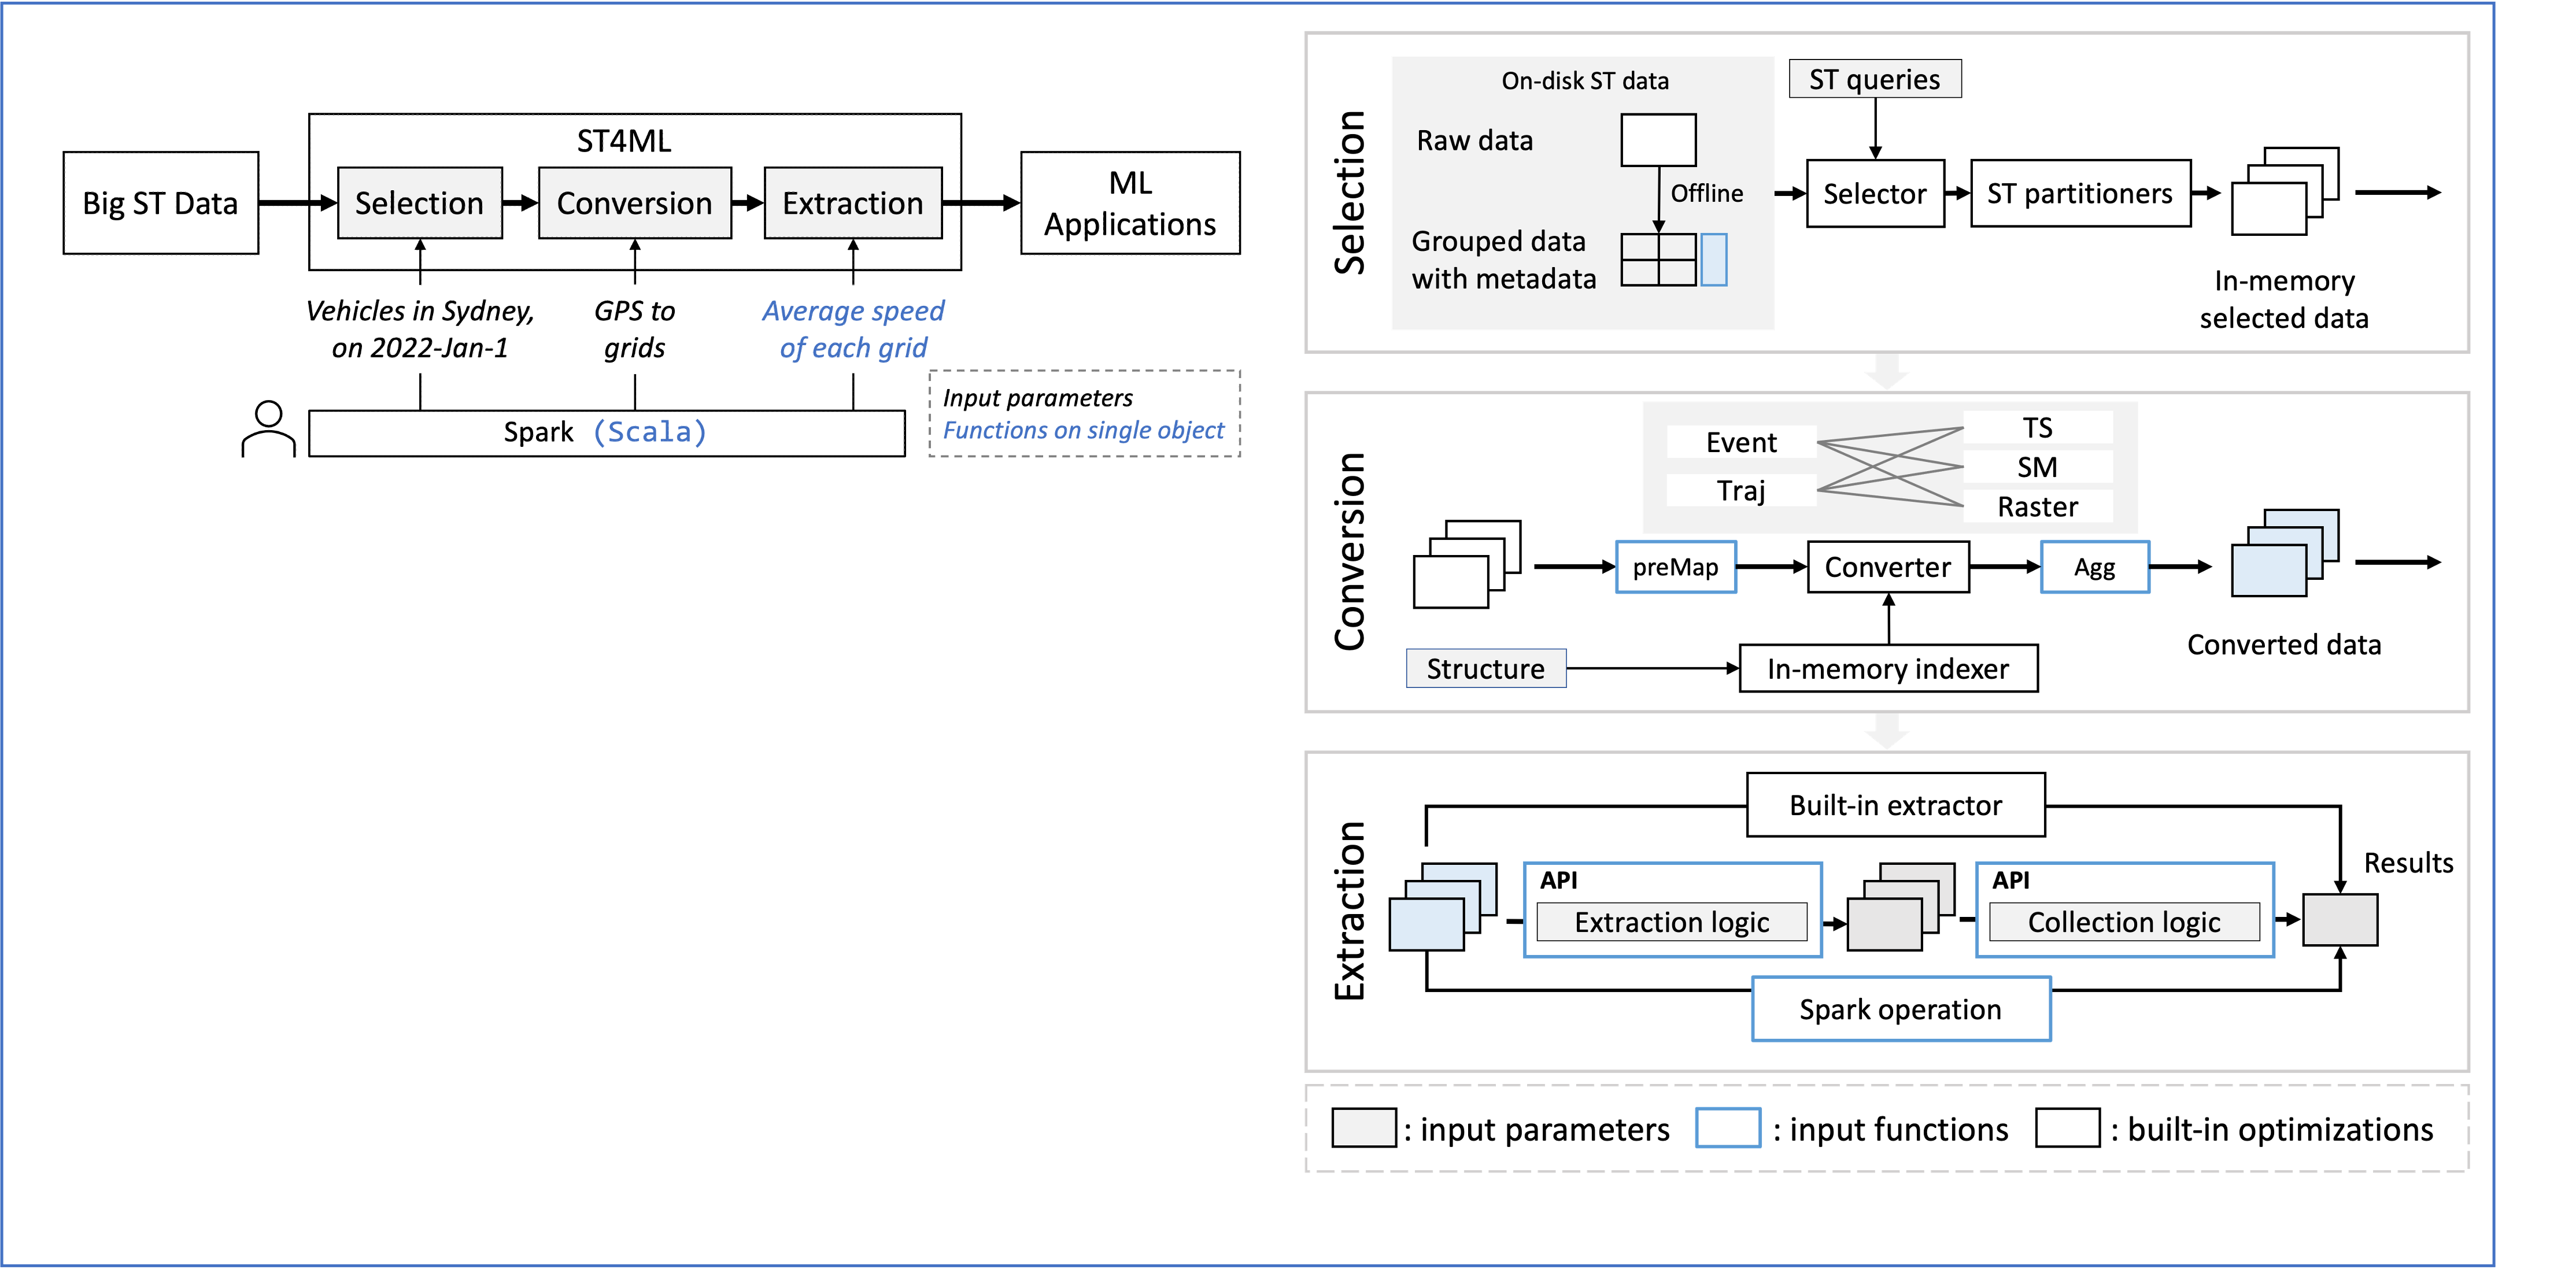 Big ST Data
ST4ML
Selection
Conversion
Extraction
ML
Applications
Vehicles in Sydney,
on 2022-Jan-1
GPS to
grids
Average speed
of each grid
Spark (Scala)
Input parameters
Functions on single object
Selection
On-disk ST data
Raw data
Offline
Grouped data
with metadata
ST queries
Selector
ST partitioners
In-memory
selected data
Conversion
Event
Traj
TS
SM
Raster
preMap
Converter
Agg
Structure
In-memory indexer
Converted data
Extraction
Built-in extractor
API
Extraction logic
API
Collection logic
Results
Spark operation
: input parameters
: input functions
: built-in optimizations